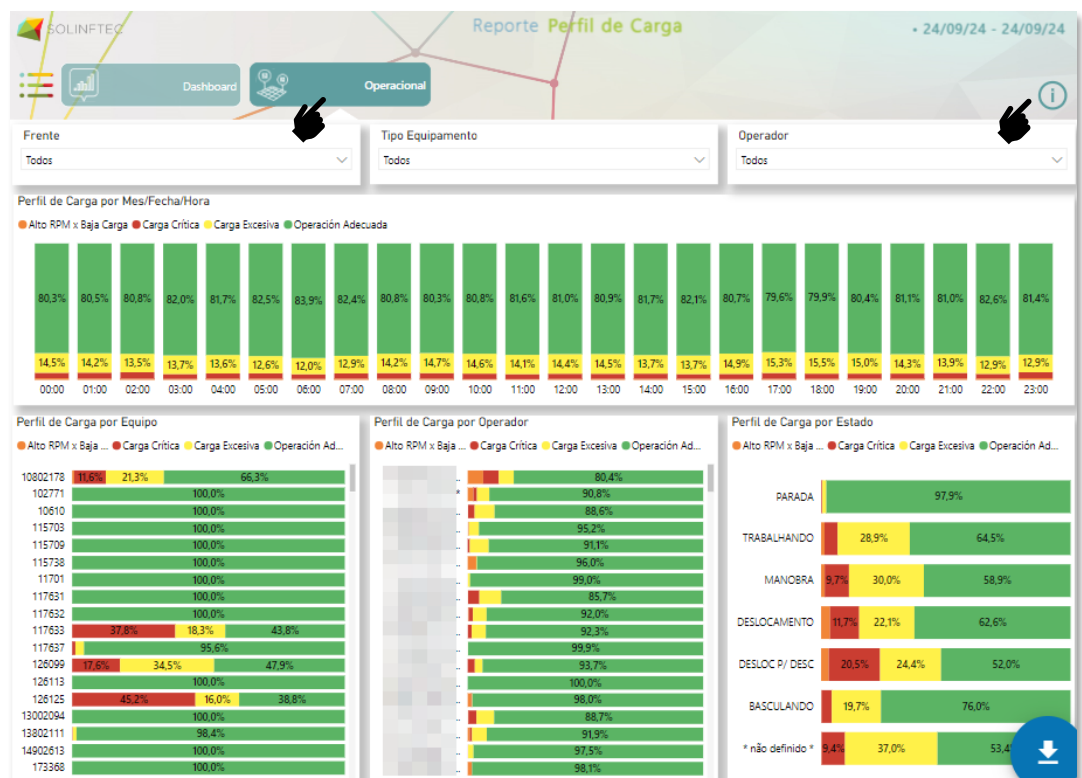 SOLINFTEC
Reporte Perfil de Carga
• 24/09/24 - 24/09/24
Dashboard
Operacional
Frente
Todos
Tipo Equipamento
Todos
Operador
Todos
Perfil de Carga por Mes/Fecha/Hora
Alto RPM x Baja Carga Carga Crítica Carga Excesiva Operación Adecuada
80,3% 80,5% 80,8% 82,0% 81,7% 82,5% 83,9% 82,4% 80,8% 80,3% 80,8% 81,6% 81,0% 80,9% 81,7% 82,1% 80,7% 79,6% 79,9% 80,4% 81,1% 81,0% 82,6% 81,4%
14,5% 14,2% 13,5% 13,7% 13,6% 12,6% 12,0% 12,9% 14,2% 14,7% 14,6% 14,1% 14,4% 14,5% 13,7% 13,7% 14,9% 15,3% 15,5% 15,0% 14,3% 13,9% 12,9% 12,9%
00:00 01:00 02:00 03:00 04:00 05:00 06:00 07:00 08:00 09:00 10:00 11:00 12:00 13:00 14:00 15:00 16:00 17:00 18:00 19:00 20:00 21:00 22:00 23:00
Perfil de Carga por Equipo
Alto RPM x Baja ... Carga Crítica Carga Excesiva Operación Ad...
10802178 11,6% 21,3% 66,3%
102771 100,0%
10610 100,0%
115703 100,0%
115709 100,0%
115738 100,0%
11701 100,0%
117631 100,0%
117632 100,0%
117633 37,8% 18,3% 43,8%
117637 95,6%
126099 17,6% 34,5% 47,9%
126113 100,0%
126125 45,2% 16,0% 38,8%
13002094 100,0%
13802111 98,4%
14902613 100,0%
173368 100,0%
Perfil de Carga por Operador
Alto RPM x Baja ... Carga Crítica Carga Excesiva Operación Ad...
80,4%
90,8%
88,6%
95,2%
91,1%
96,0%
99,0%
85,7%
92,0%
92,3%
99,9%
93,7%
100,0%
98,0%
88,7%
91,9%
97,5%
98,1%
Perfil de Carga por Estado
Alto RPM x Baja ... Carga Crítica Carga Excesiva Operación Ad...
PARADA 97,9%
TRABALHANDO 28,9% 64,5%
MANOBRA 9,7% 30,0% 58,9%
DESLOCAMENTO 11,7% 22,1% 62,6%
DESLOC P/ DESC 20,5% 24,4% 52,0%
BASCULANDO 19,7% 76,0%
* não definido * 9,4% 37,0% 53,4